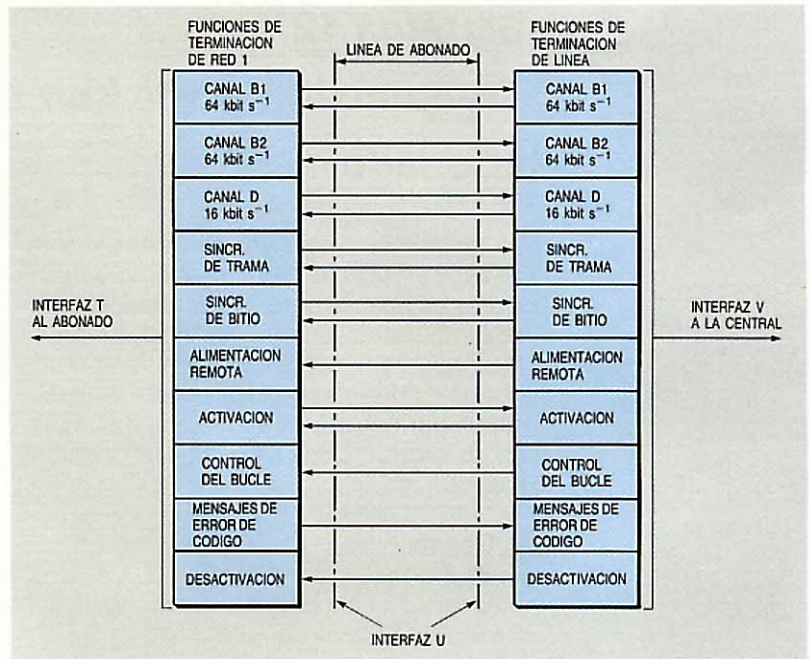 FUNCIONES DE
TERMINACION
DE RED 1
LINEA DE ABONADO
FUNCIONES DE
TERMINACION
DE LINEA
CANAL B1
64 kbit s⁻¹
CANAL B1
64 kbit s⁻¹
CANAL B2
64 kbit s⁻¹
CANAL B2
64 kbit s⁻¹
CANAL D
16 kbit s⁻¹
CANAL D
16 kbit s⁻¹
SINCR.
DE TRAMA
SINCR.
DE TRAMA
INTERFAZ T
AL ABONADO
SINCR.
DE BITIO
SINCR.
DE BITIO
INTERFAZ V
A LA CENTRAL
ALIMENTACION
REMOTA
ALIMENTACION
REMOTA
ACTIVACION
ACTIVACION
CONTROL
DEL BUCLE
CONTROL
DEL BUCLE
MENSAJES DE
ERROR DE
CODIGO
MENSAJES DE
ERROR DE
CODIGO
DESACTIVACION
DESACTIVACION
INTERFAZ U